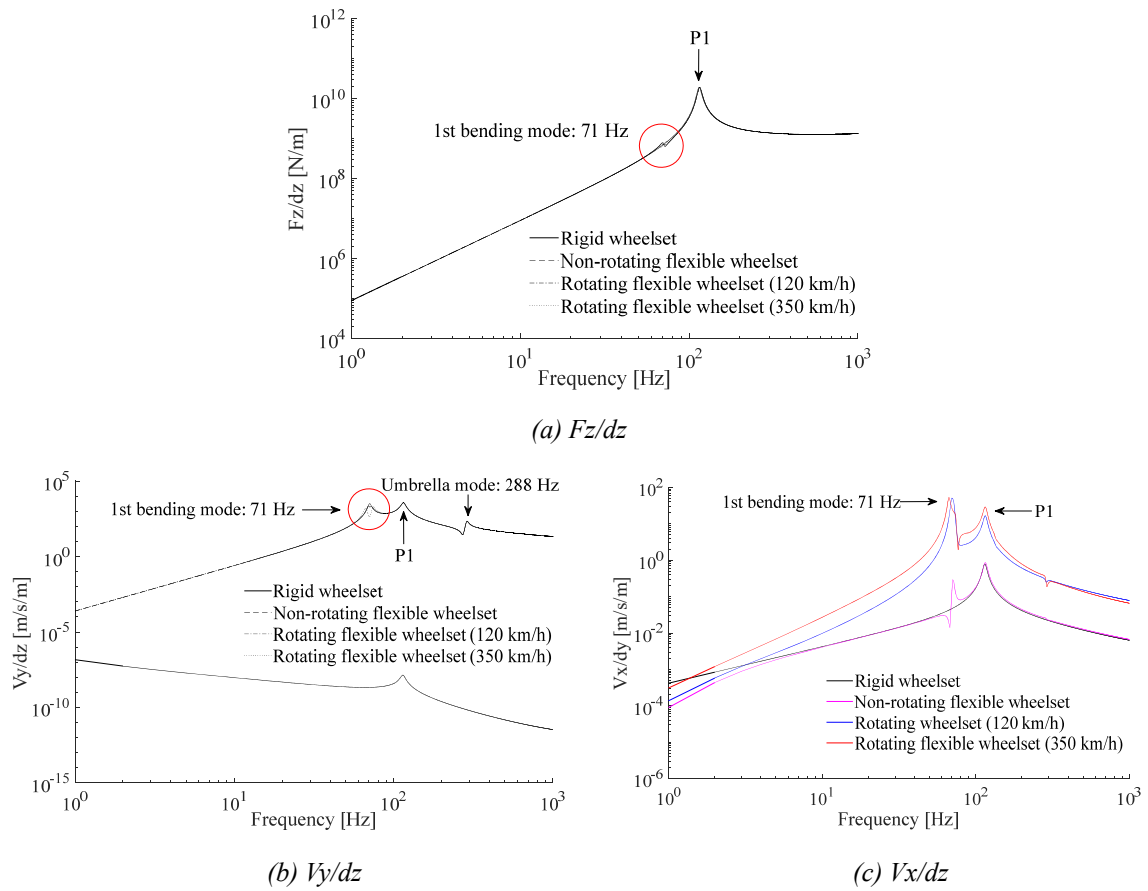 10^12
10^10
10^8
10^6
10^4
Fz/dz [N/m]
P1
1st bending mode: 71 Hz
Rigid wheelset
Non-rotating flexible wheelset
Rotating flexible wheelset (120 km/h)
Rotating flexible wheelset (350 km/h)
10^0 10^1 10^2 10^3
Frequency [Hz]
(a) Fz/dz
10^5
10^0
10^-5
10^-10
10^-15
Vy/dz [m/s/m]
Umbrella mode: 288 Hz
1st bending mode: 71 Hz
P1
Rigid wheelset
Non-rotating flexible wheelset
Rotating flexible wheelset (120 km/h)
Rotating flexible wheelset (350 km/h)
10^0 10^1 10^2 10^3
Frequency [Hz]
(b) Vy/dz
10^2
10^0
10^-2
10^-4
10^-6
Vx/dy [m/s/m]
1st bending mode: 71 Hz
P1
Rigid wheelset
Non-rotating flexible wheelset
Rotating wheelset (120 km/h)
Rotating flexible wheelset (350 km/h)
10^0 10^1 10^2 10^3
Frequency [Hz]
(c) Vx/dz